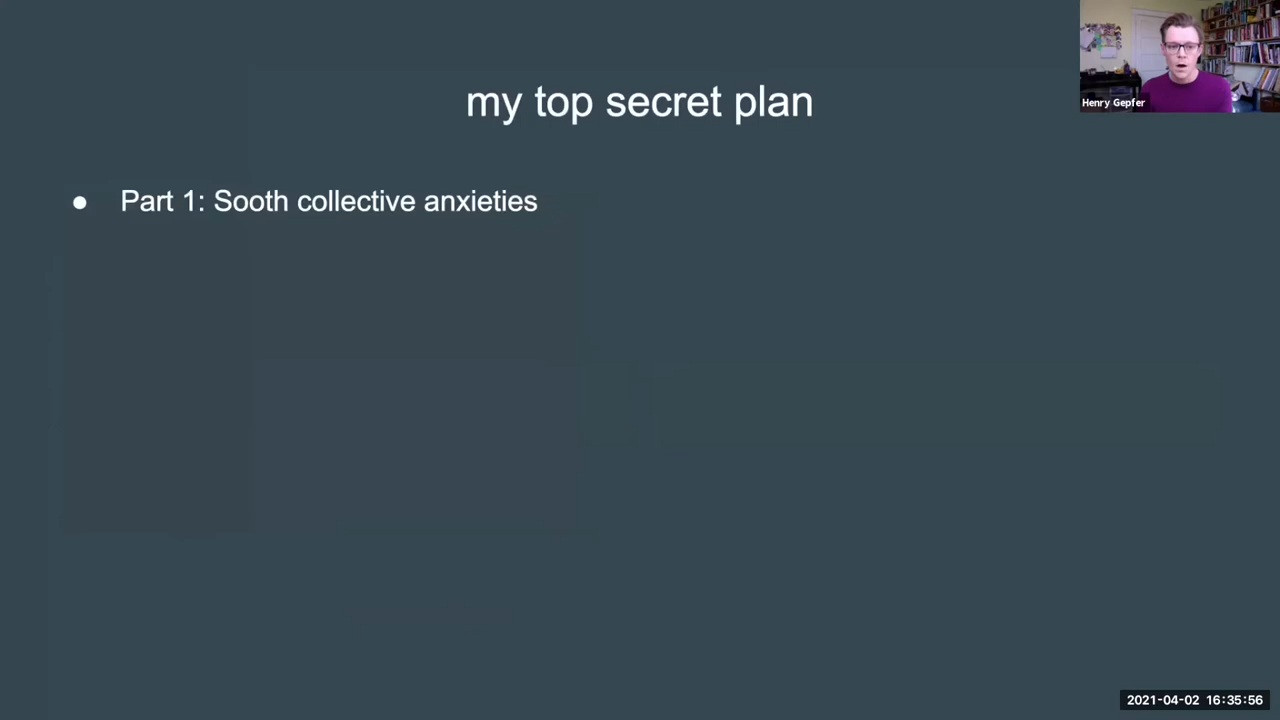 my top secret plan
Henry Gepfer
● Part 1: Sooth collective anxieties
2021-04-02 16:35:56